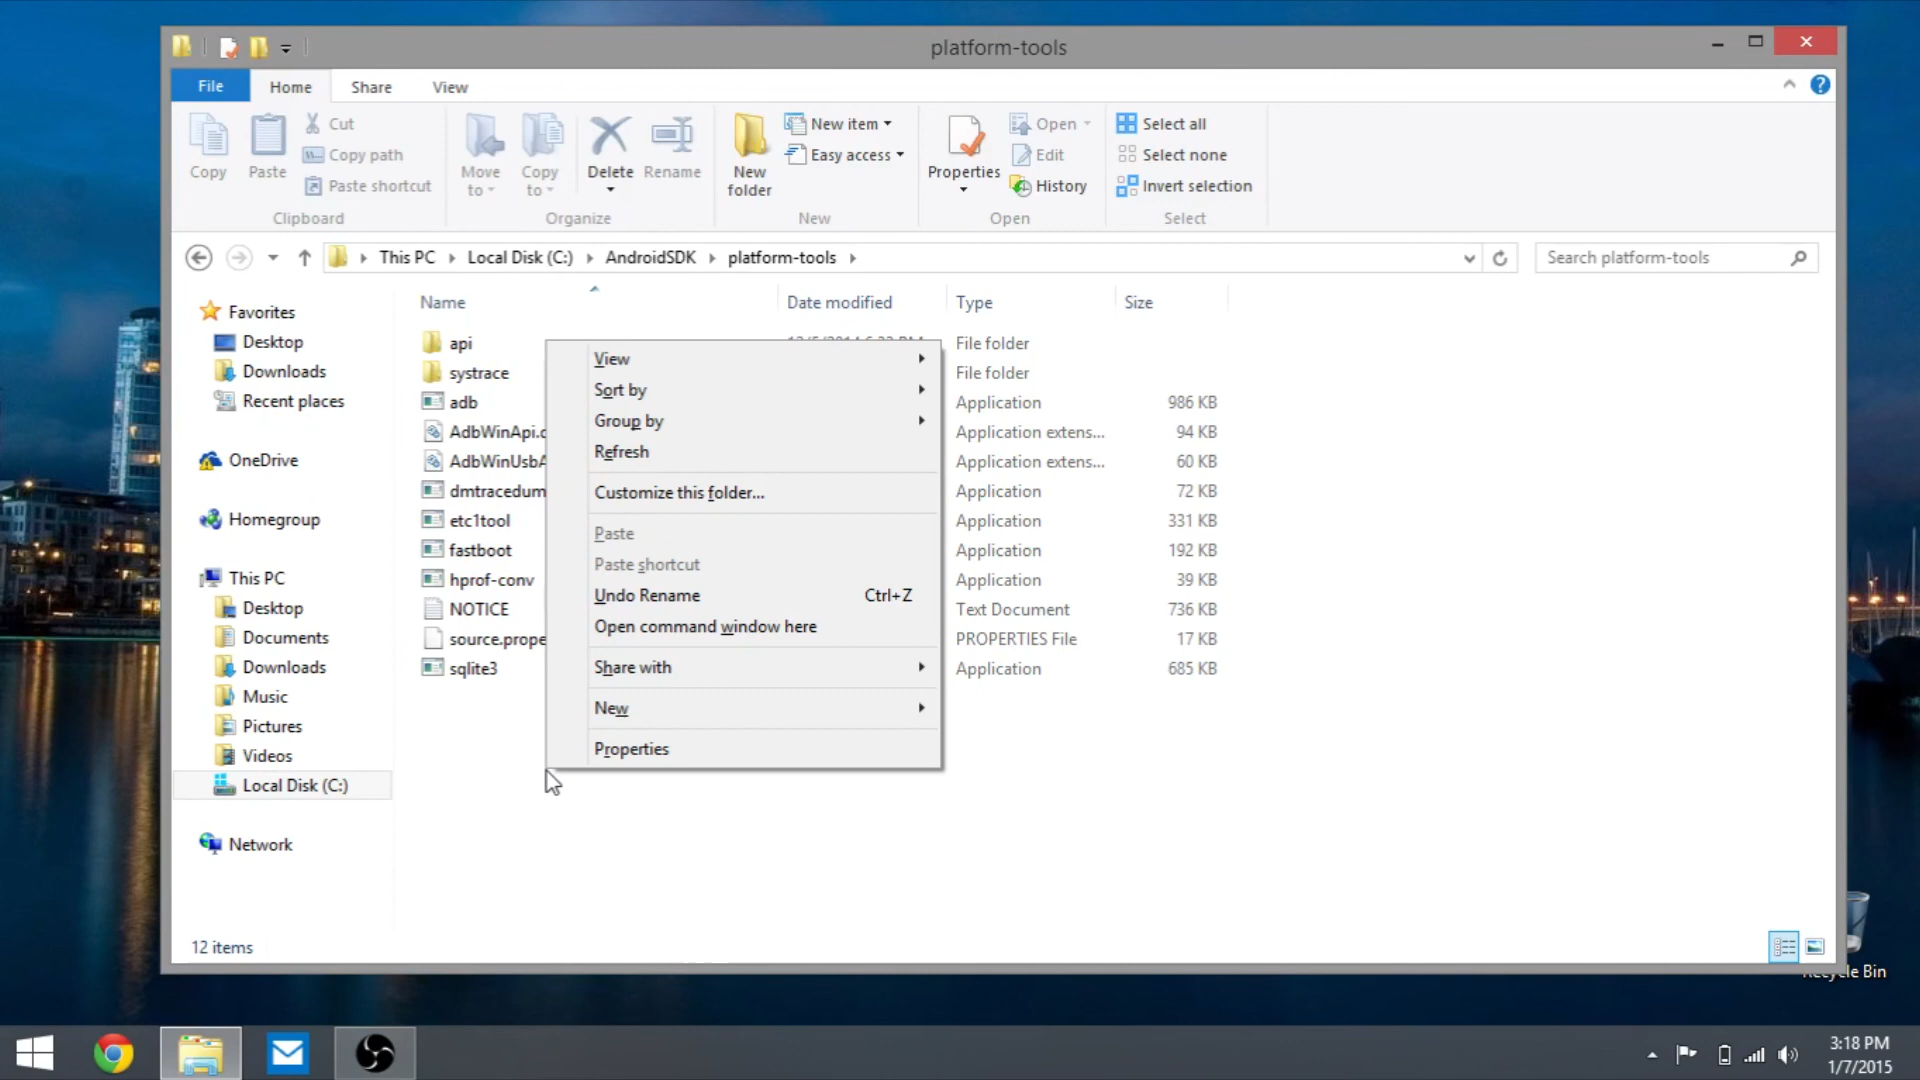 platform-tools
File Home Share View
Copy
Paste
Cut
Copy path
Paste shortcut
Clipboard
Move to
Copy to
Delete
Rename
Organize
New folder
New item
Easy access
New
Properties
Open
Edit
History
Open
Select all
Select none
Invert selection
Select
This PC Local Disk (C:) AndroidSDK platform-tools
Search platform-tools
Favorites
Desktop
Downloads
Recent places
OneDrive
Homegroup
This PC
Desktop
Documents
Downloads
Music
Pictures
Videos
Local Disk (C:)
Network
Name Date modified Type Size
api File folder
systrace File folder
adb Application 986 KB
AdbWinApi. Application extens... 94 KB
AdbWinUsb Application extens... 60 KB
dmtracedum Application 72 KB
etc1tool Application 331 KB
fastboot Application 192 KB
hprof-conv Application 39 KB
NOTICE Text Document 736 KB
source.prope PROPERTIES File 17 KB
sqlite3 Application 685 KB
View
Sort by
Group by
Refresh
Customize this folder...
Paste
Paste shortcut
Undo Rename Ctrl+Z
Open command window here
Share with
New
Properties
12 items
Recycle Bin
3:18 PM
1/7/2015